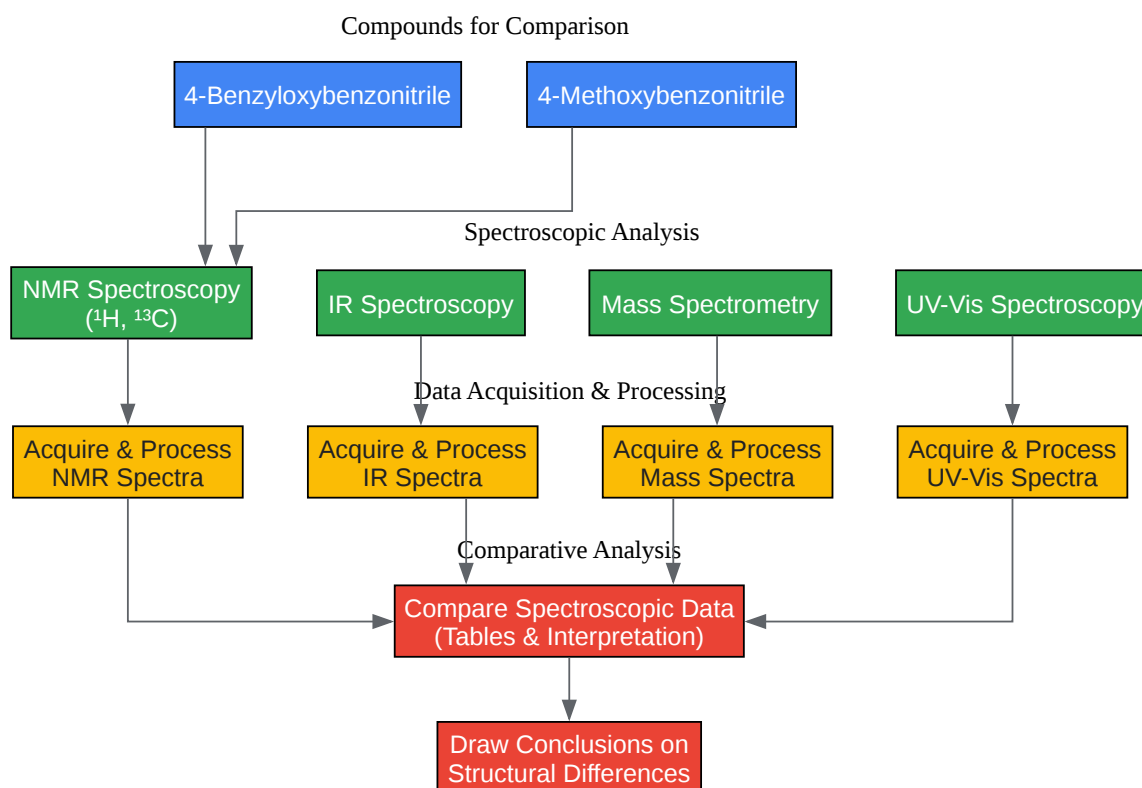 Compounds for Comparison
4-Benzyloxybenzonitrile
4-Methoxybenzonitrile
Spectroscopic Analysis
NMR Spectroscopy
(¹H, ¹³C)
IR Spectroscopy
Mass Spectrometry
UV-Vis Spectroscopy
Data Acquisition & Processing
Acquire & Process
NMR Spectra
Acquire & Process
IR Spectra
Acquire & Process
Mass Spectra
Acquire & Process
UV-Vis Spectra
Comparative Analysis
Compare Spectroscopic Data
(Tables & Interpretation)
Draw Conclusions on
Structural Differences